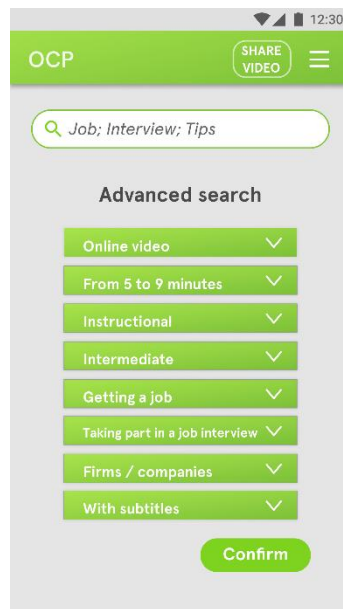 12:30
OCP
SHARE
VIDEO
Job; Interview; Tips
Advanced search
Online video
From 5 to 9 minutes
Instructional
Intermediate
Getting a job
Taking part in a job interview
Firms / companies
With subtitles
Confirm